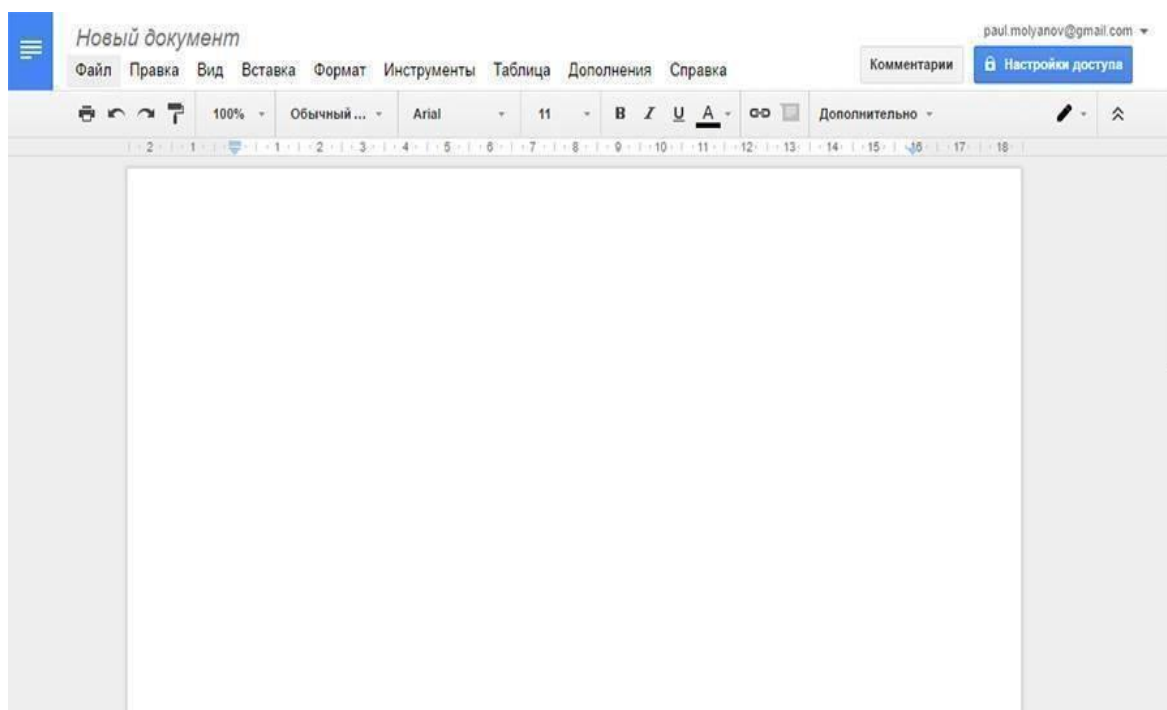 Новый документ
paul.molyanov@gmail.com
Файл Правка Вид Вставка Формат Инструменты Таблица Дополнения Справка
Комментарии
Настройки доступа
100% Обычный ... Arial 11 B I U A Дополнительно
2 1 1 2 3 4 5 6 7 8 9 10 11 12 13 14 15 16 17 18